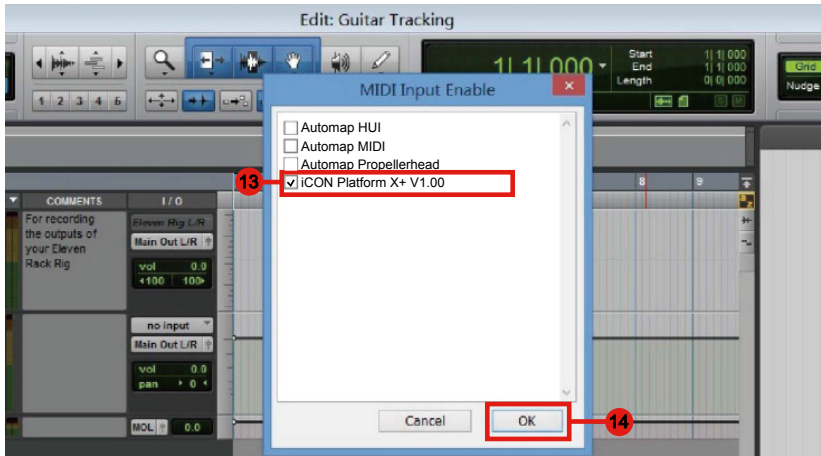 Edit: Guitar Tracking
1| 1| 000
Start 1| 1| 000
End 1| 1| 000
Length 0| 0| 000
Grid
Nudge
1 2 3 4 5
MIDI Input Enable
Automap HUI
Automap MIDI
Automap Propellerhead
13
iCON Platform X+ V1.00
8 9
COMMENTS I / O
For recording
the outputs of
your Eleven
Rack Rig
Eleven Rig L/R
Main Out L/R
vol 0.0
100 100
no input
Main Out L/R
vol 0.0
pan 0
Cancel OK
14
MOL 0.0